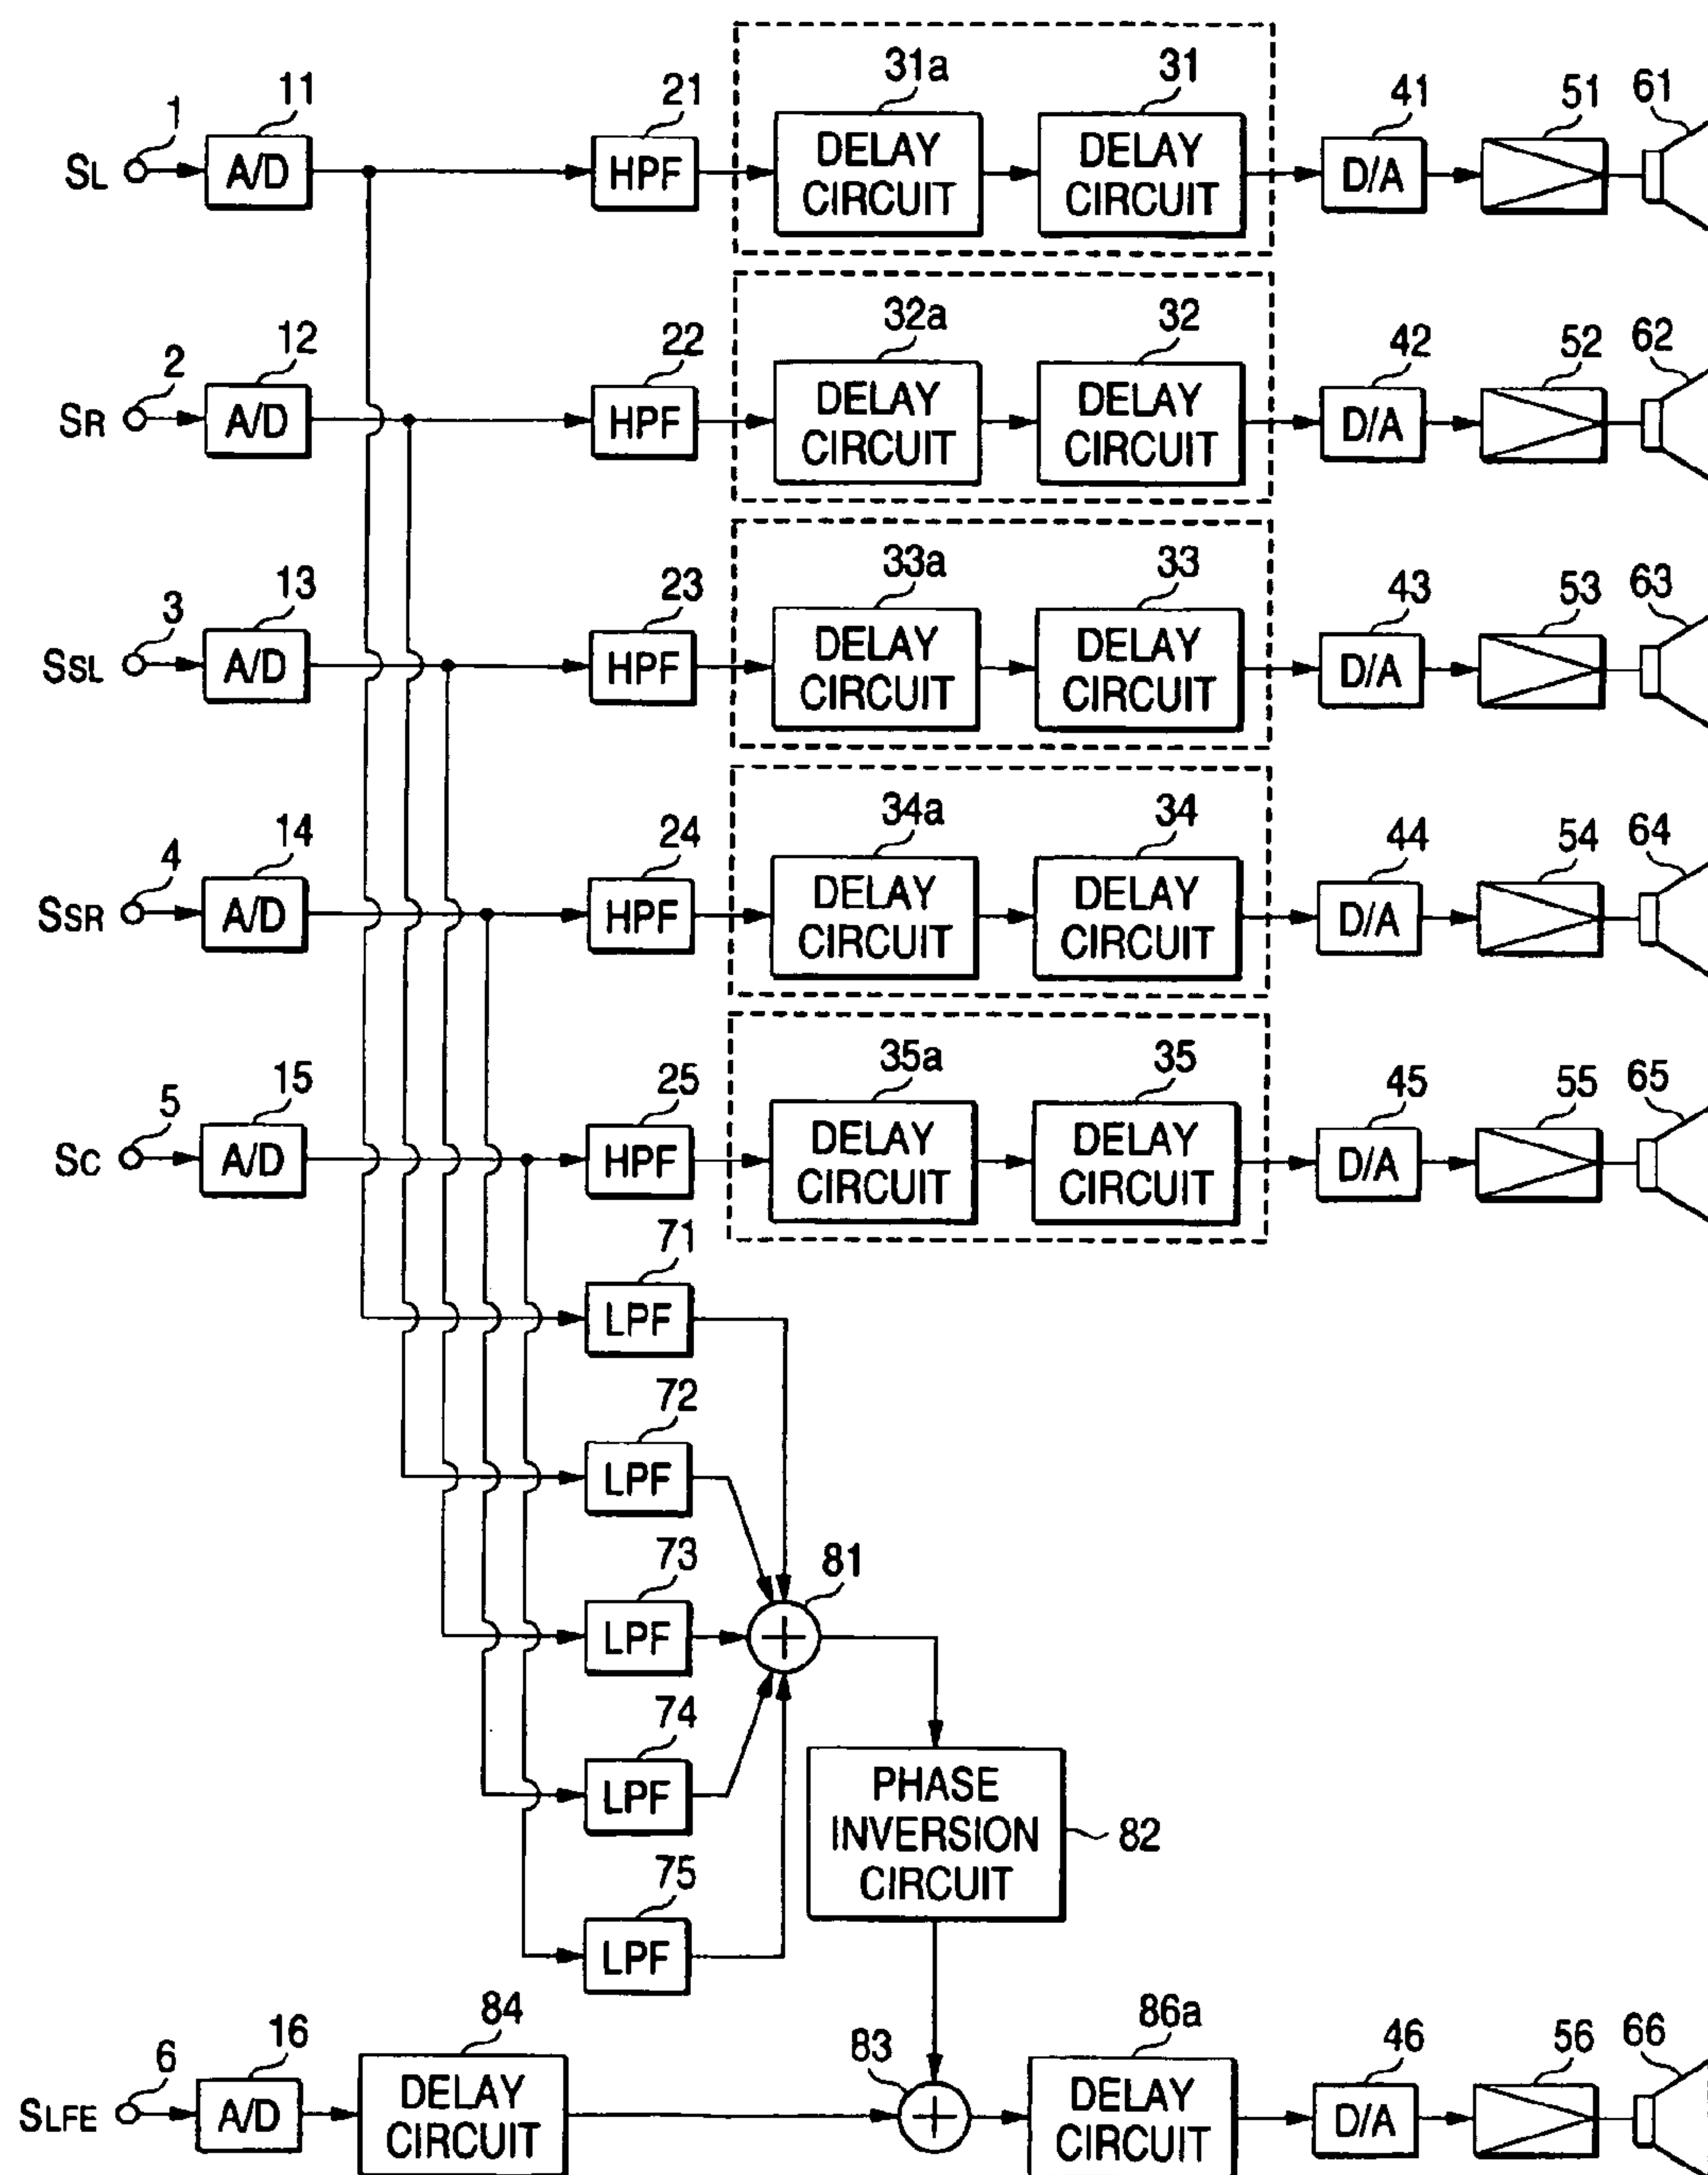 31a 31
1 11 21 41 51 61
SL A/D HPF DELAY CIRCUIT DELAY CIRCUIT D/A
32a 32
2 12 22 42 52 62
SR A/D HPF DELAY CIRCUIT DELAY CIRCUIT D/A
33a 33
3 13 23 43 53 63
SSL A/D HPF DELAY CIRCUIT DELAY CIRCUIT D/A
34a 34
4 14 24 44 54 64
SSR A/D HPF DELAY CIRCUIT DELAY CIRCUIT D/A
35a 35
5 15 25 45 55 65
SC A/D HPF DELAY CIRCUIT DELAY CIRCUIT D/A
71
LPF
72
LPF
73 81
LPF
74
LPF
PHASE
INVERSION
CIRCUIT
82
75
LPF
84 86a
6 16 83 46 56 66
SLFE A/D DELAY CIRCUIT DELAY CIRCUIT D/A